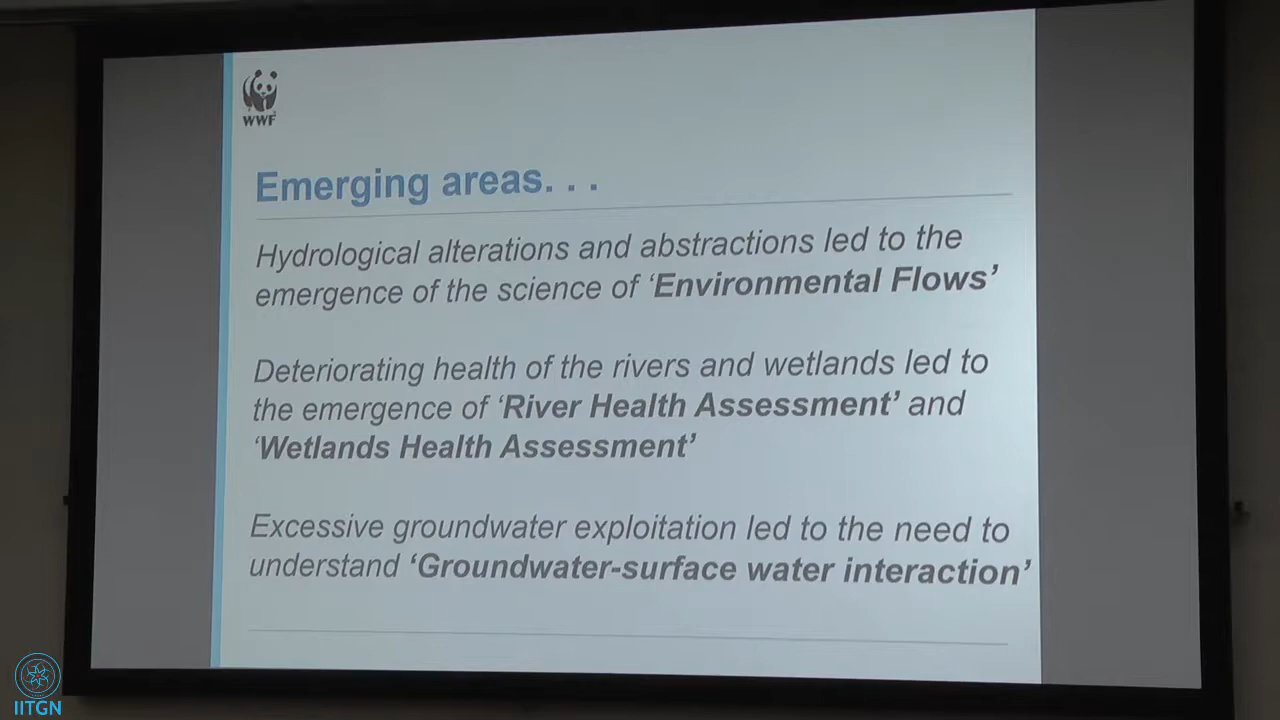 WWF
Emerging areas. . .
Hydrological alterations and abstractions led to the
emergence of the science of ‘Environmental Flows’
Deteriorating health of the rivers and wetlands led to
the emergence of ‘River Health Assessment’ and
‘Wetlands Health Assessment’
Excessive groundwater exploitation led to the need to
understand ‘Groundwater-surface water interaction’
IITGN